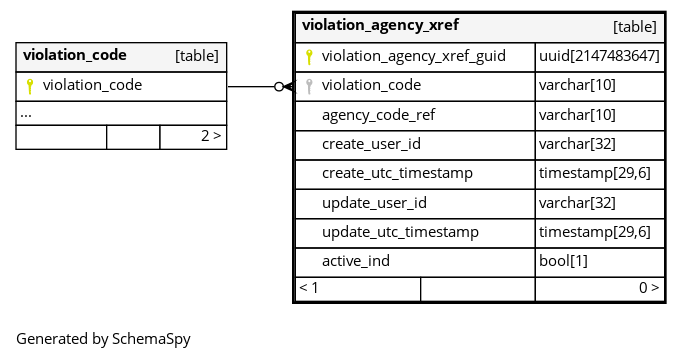 violation_code [table]
violation_code
...
2 >
violation_agency_xref [table]
violation_agency_xref_guid uuid[2147483647]
violation_code varchar[10]
agency_code_ref varchar[10]
create_user_id varchar[32]
create_utc_timestamp timestamp[29,6]
update_user_id varchar[32]
update_utc_timestamp timestamp[29,6]
active_ind bool[1]
< 1 0 >
Generated by SchemaSpy